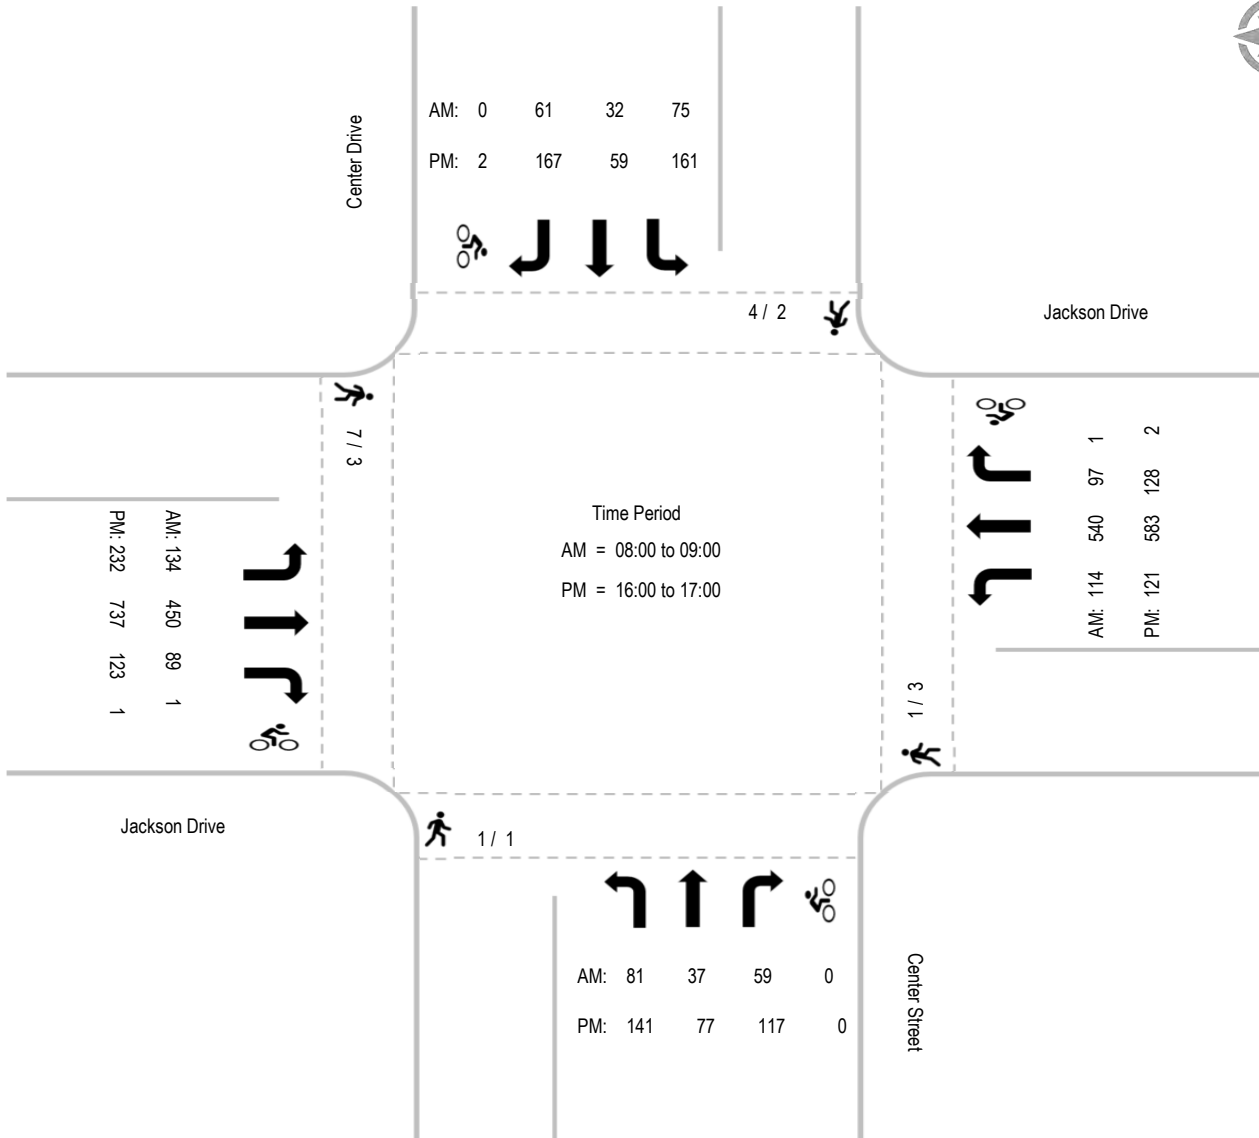 Center Drive
AM: 0 61 32 75
PM: 2 167 59 161
4 / 2
Jackson Drive
7 / 3
AM: 134 450 89 1
PM: 232 737 123 1
Time Period
AM = 08:00 to 09:00
PM = 16:00 to 17:00
AM: 114 540 97 1
PM: 121 583 128 2
1 / 3
Jackson Drive
1 / 1
AM: 81 37 59 0
PM: 141 77 117 0
Center Street